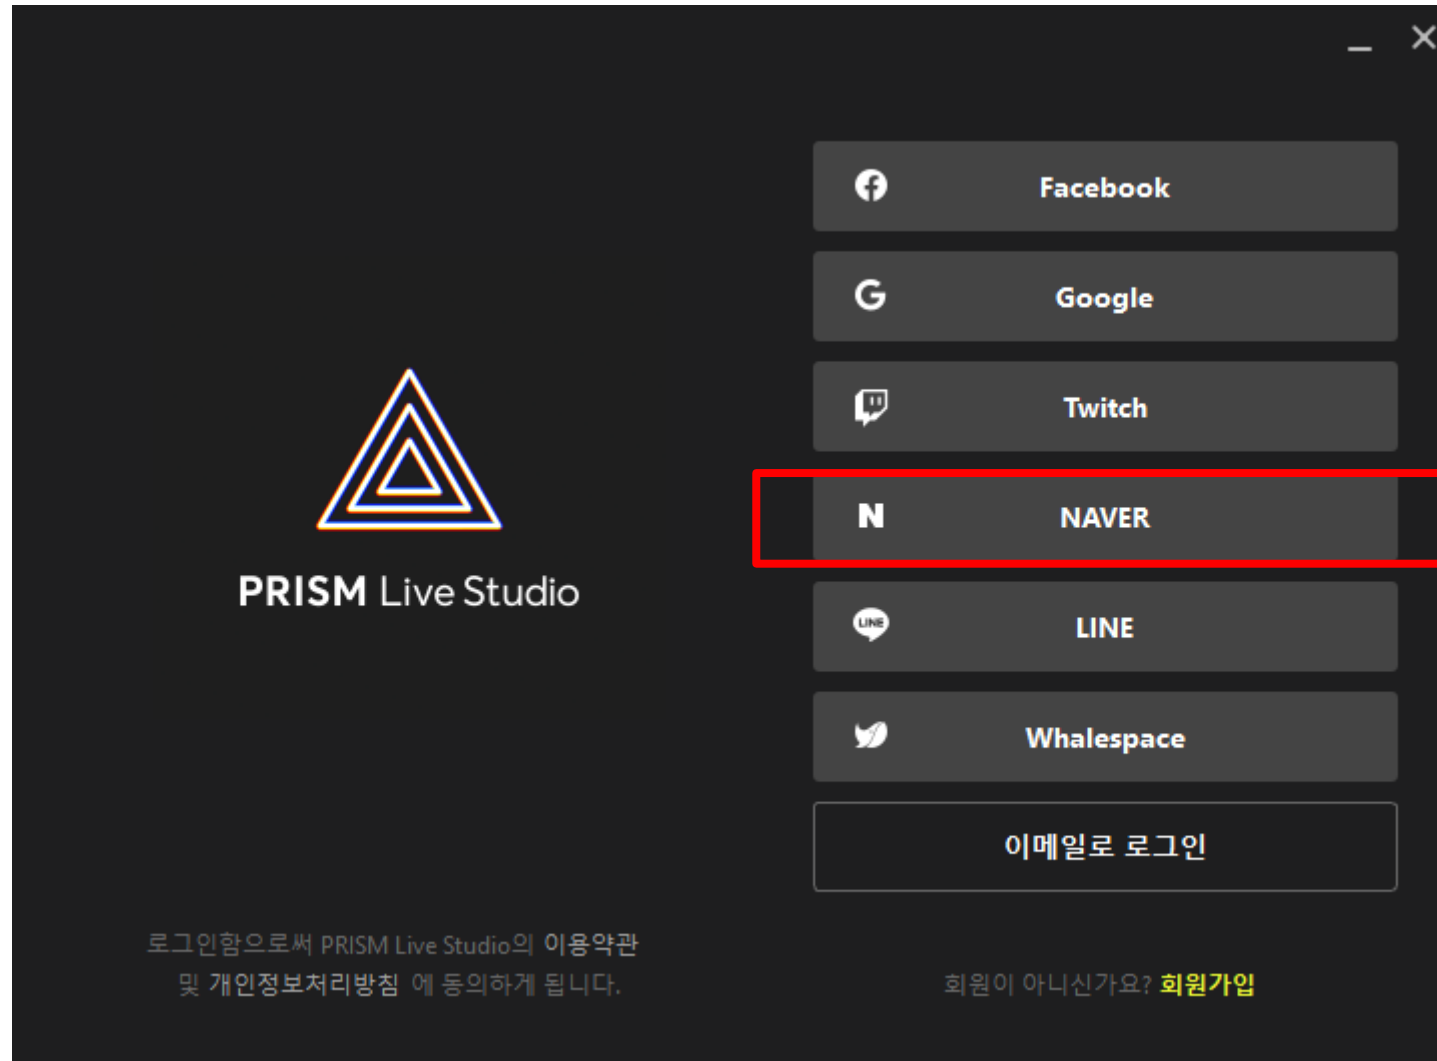 Facebook
Google
Twitch
NAVER
PRISM Live Studio
LINE
Whalespace
이메일로 로그인
로그인함으로써 PRISM Live Studio의 이용약관
및 개인정보처리방침 에 동의하게 됩니다.
회원이 아니신가요? 회원가입